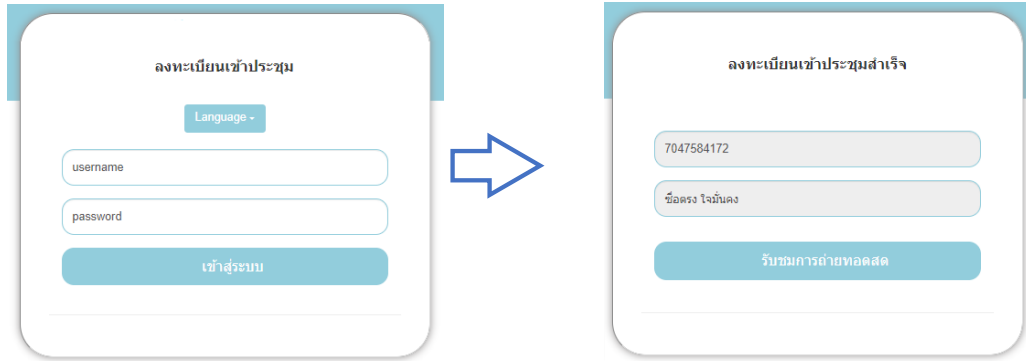 ลงทะเบียนเข้าประชุม
Language
username
password
เข้าสู่ระบบ
ลงทะเบียนเข้าประชุมสำเร็จ
7047584172
ซื่อตรง ใจมั่นคง
รับชมการถ่ายทอดสด